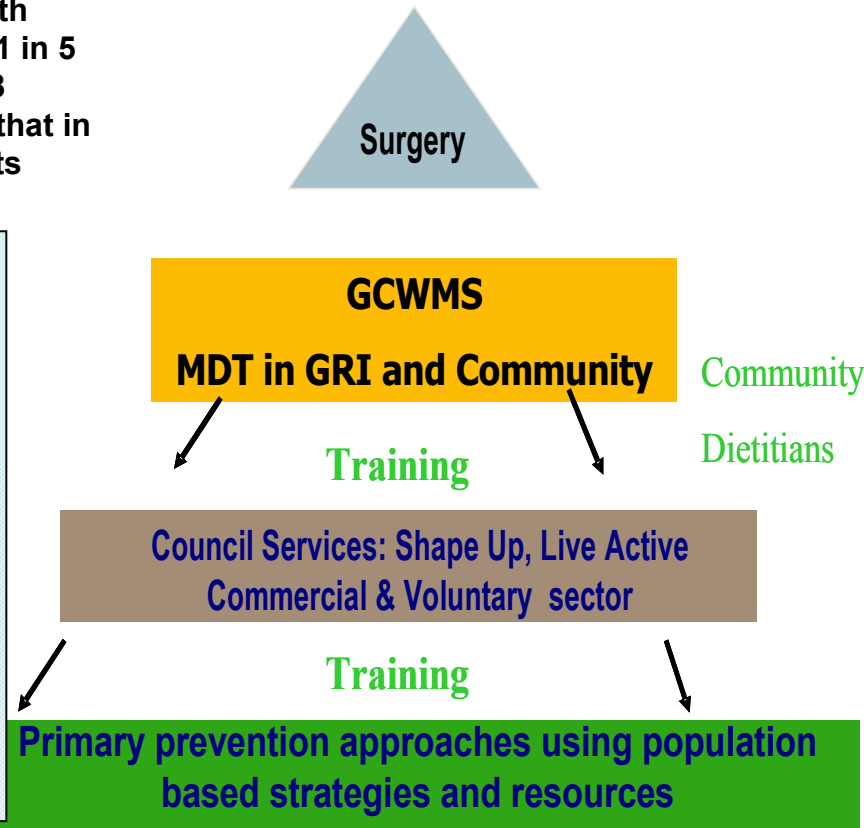 th
1 in 5
that in
ts
Surgery
GCWMS
MDT in GRI and Community
Community
Dietitians
Training
Council Services: Shape Up, Live Active
Commercial & Voluntary sector
Training
Primary prevention approaches using population
based strategies and resources